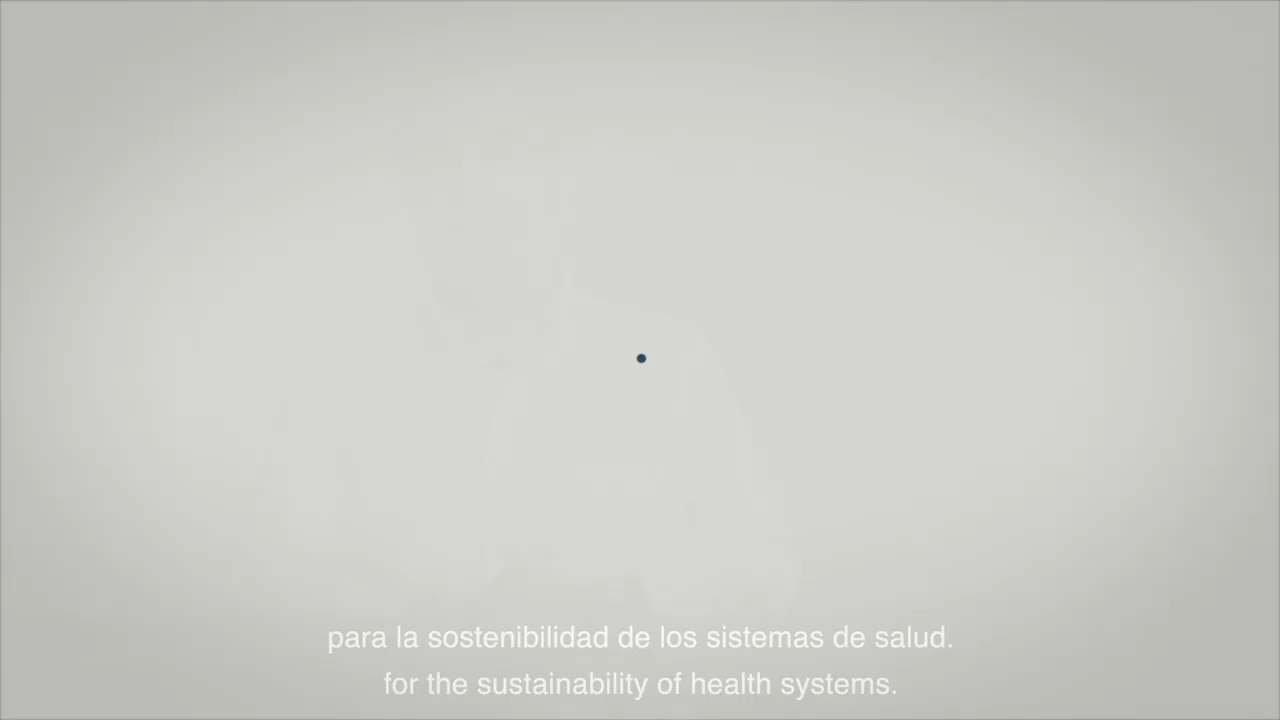 para la sostenibilidad de los sistemas de salud.
for the sustainability of health systems.